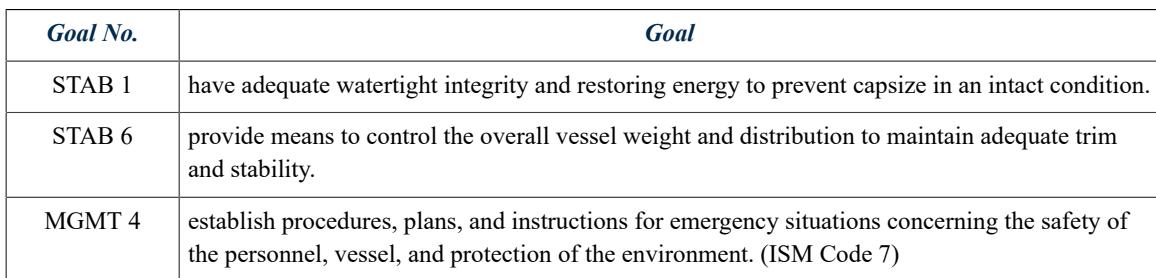 Goal No. Goal
STAB 1 have adequate watertight integrity and restoring energy to prevent capsize in an intact condition.
STAB 6 provide means to control the overall vessel weight and distribution to maintain adequate trim
and stability.
MGMT 4 establish procedures, plans, and instructions for emergency situations concerning the safety of
the personnel, vessel, and protection of the environment. (ISM Code 7)